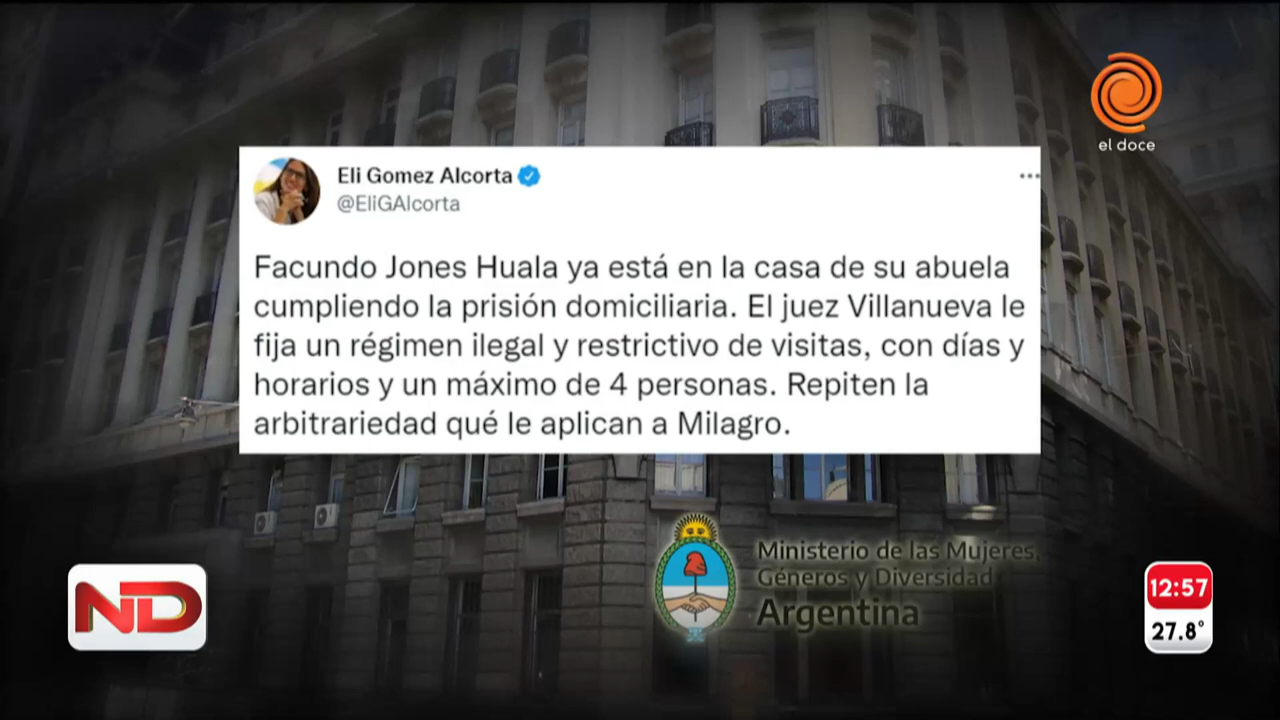 el doce
Eli Gomez Alcorta
@EliGAlcorta
Facundo Jones Huala ya está en la casa de su abuela
cumpliendo la prisión domiciliaria. El juez Villanueva le
fija un régimen ilegal y restrictivo de visitas, con días y
horarios y un máximo de 4 personas. Repiten la
arbitrariedad qué le aplican a Milagro.
Ministerio de las Mujeres,
Géneros y Diversidad
Argentina
ND
12:57
27.8°